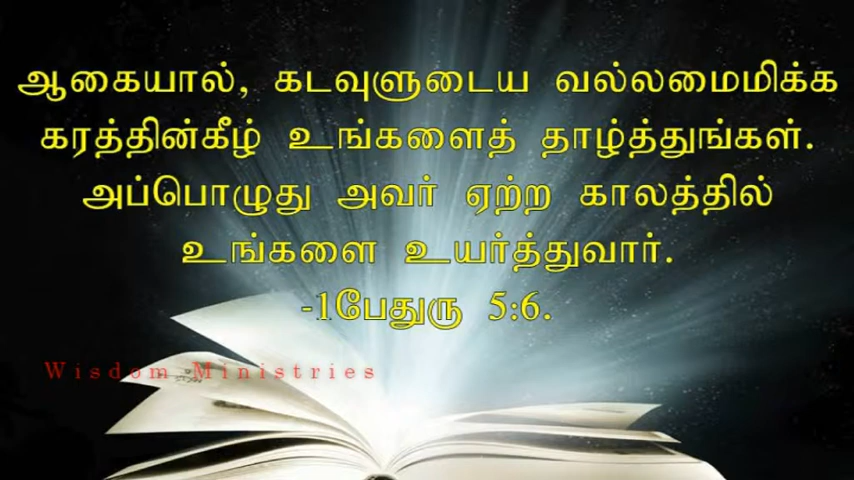 ஆகையால், கடவுளுடைய வல்லமைமிக்க
கரத்தின்கீழ் உங்களைத் தாழ்த்துங்கள்.
அப்பொழுது அவர் ஏற்ற காலத்தில்
உங்களை உயர்த்துவார்.
-1பேதுரு 5:6.
Wisdom Ministries